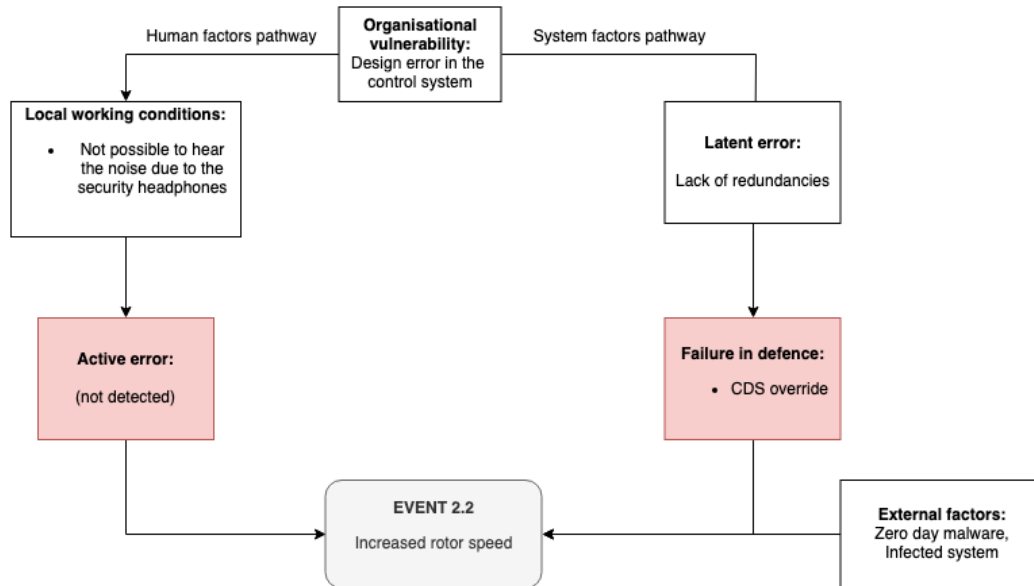 Human factors pathway
Organisational
vulnerability:
Design error in the
control system
System factors pathway
Local working conditions:
• Not possible to hear
the noise due to the
security headphones
Latent error:
Lack of redundancies
Active error:
(not detected)
Failure in defence:
• CDS override
EVENT 2.2
Increased rotor speed
External factors:
Zero day malware,
Infected system